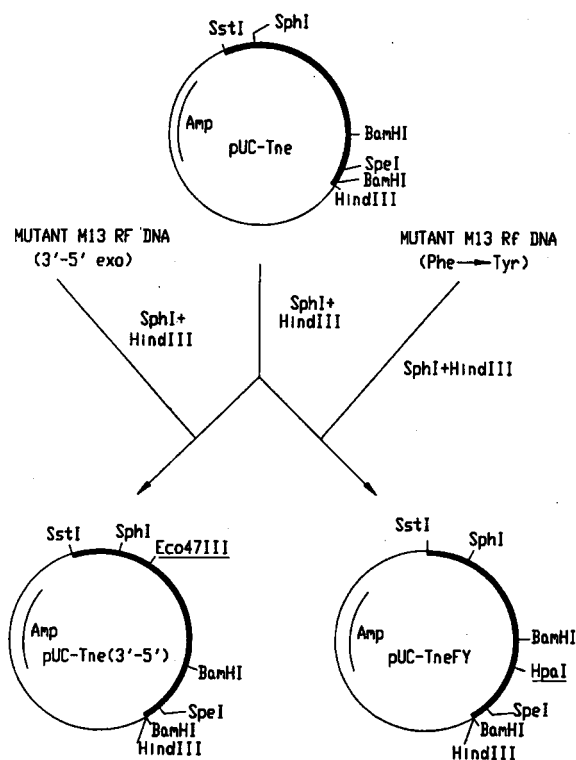 SstI
SphI
Amp
pUC-Tne
BamHI
SpeI
BamHI
HindIII
MUTANT M13 RF DNA
(3'-5' exo)
MUTANT M13 Rf DNA
(Phe→Tyr)
SphI+
HindIII
SphI+
HindIII
SphI+HindIII
SstI
SphI
Eco47III
Amp
pUC-Tne(3'-5')
BamHI
SpeI
BamHI
HindIII
SstI
SphI
Amp
pUC-TneFY
BamHI
HpaI
SpeI
BamHI
HindIII